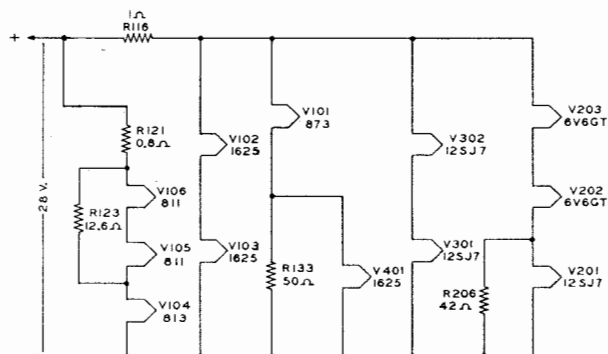 1Ω
R116
+
28 V.
R121
0.8Ω
V106
811
R123
12.6Ω
V105
811
V104
813
V102
1625
V103
1625
V101
873
R133
50Ω
V401
1625
V302
12SJ7
V301
12SJ7
V203
6V6GT
V202
6V6GT
V201
12SJ7
R206
42Ω